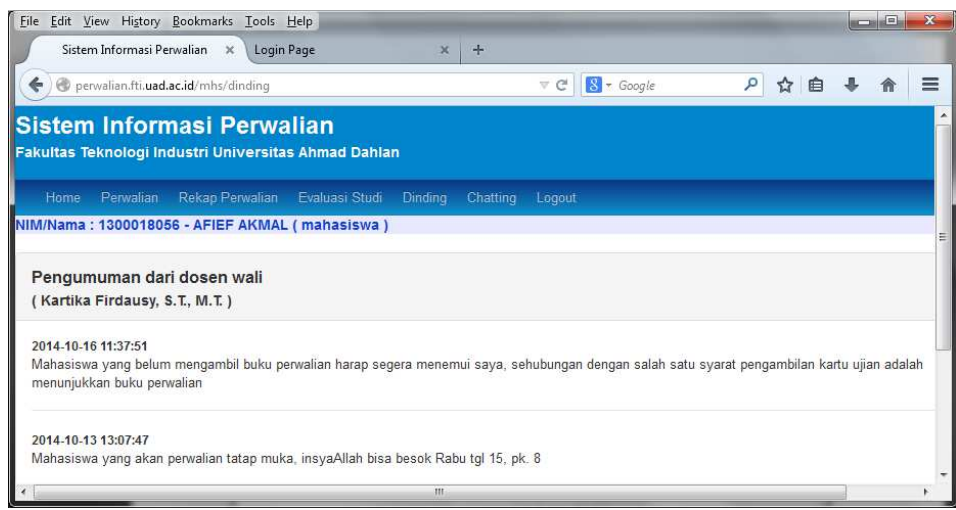 File Edit View History Bookmarks Tools Help
Sistem Informasi Perwalian × Login Page × +
perwalian.fti.uad.ac.id/mhs/dinding 8 Google
Sistem Informasi Perwalian
Fakultas Teknologi Industri Universitas Ahmad Dahlan
Home Perwalian Rekap Perwalian Evaluasi Studi Dinding Chatting Logout
NIM/Nama : 1300018056 - AFIEF AKMAL ( mahasiswa )
Pengumuman dari dosen wali
( Kartika Firdausy, S.T., M.T. )
2014-10-16 11:37:51
Mahasiswa yang belum mengambil buku perwalian harap segera menemui saya, sehubungan dengan salah satu syarat pengambilan kartu ujian adalah
menunjukkan buku perwalian
2014-10-13 13:07:47
Mahasiswa yang akan perwalian tatap muka, insyaAllah bisa besok Rabu tgl 15, pk. 8